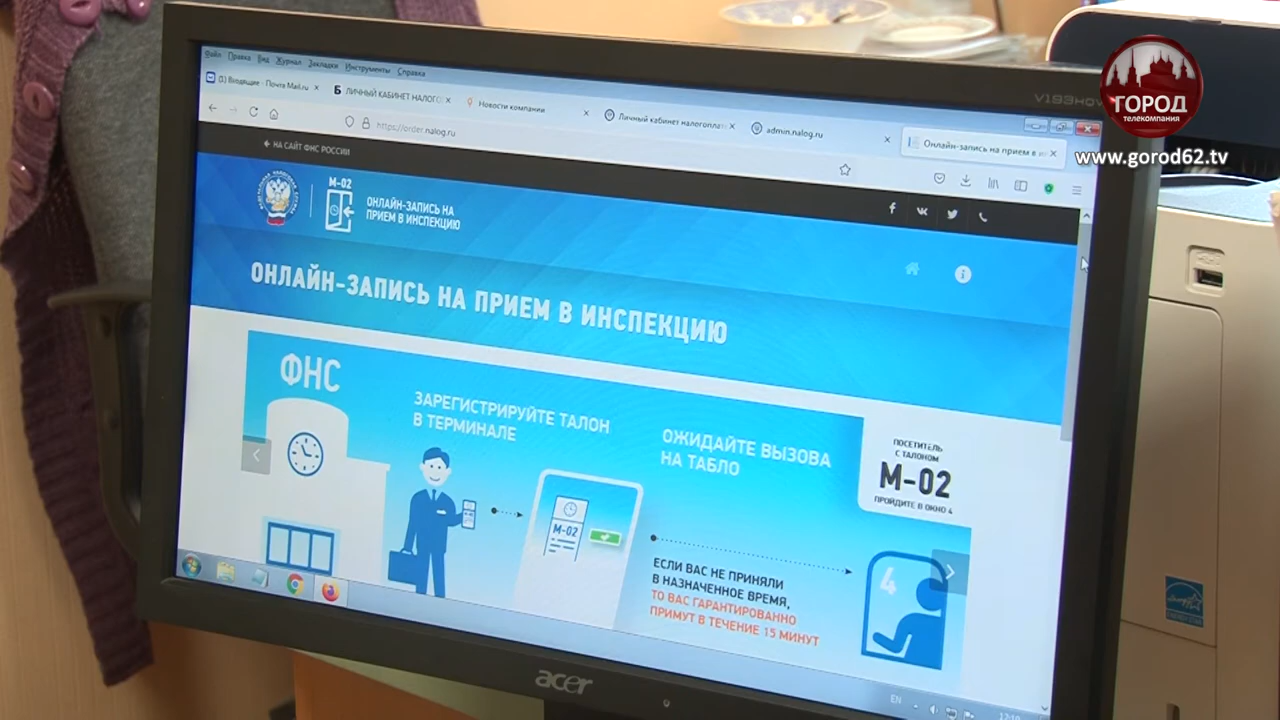 ГОРОД
телекомпания
www.gorod62.tv
V193HQV
Файл Правка Вид Журнал Закладки Инструменты Справка
(1) Входящие - Почта Mail.ru
Б ЛИЧНЫЙ КАБИНЕТ НАЛОГО
Новости компании
Личный кабинет налогопла
admin.nalog.ru
Онлайн-запись на прием в и
https://order.nalog.ru
НА САЙТ ФНС РОССИИ
М-02
ОНЛАЙН-ЗАПИСЬ НА
ПРИЕМ В ИНСПЕКЦИЮ
ОНЛАЙН-ЗАПИСЬ НА ПРИЕМ В ИНСПЕКЦИЮ
ФНС
ЗАРЕГИСТРИРУЙТЕ ТАЛОН
В ТЕРМИНАЛЕ
М-02
ОЖИДАЙТЕ ВЫЗОВА
НА ТАБЛО
ПОСЕТИТЕЛЬ
С ТАЛОНОМ
М-02
ПРОЙДИТЕ В ОКНО 4
4
ЕСЛИ ВАС НЕ ПРИНЯЛИ
В НАЗНАЧЕННОЕ ВРЕМЯ,
ТО ВАС ГАРАНТИРОВАННО
ПРИМУТ В ТЕЧЕНИЕ 15 МИНУТ
EN
acer